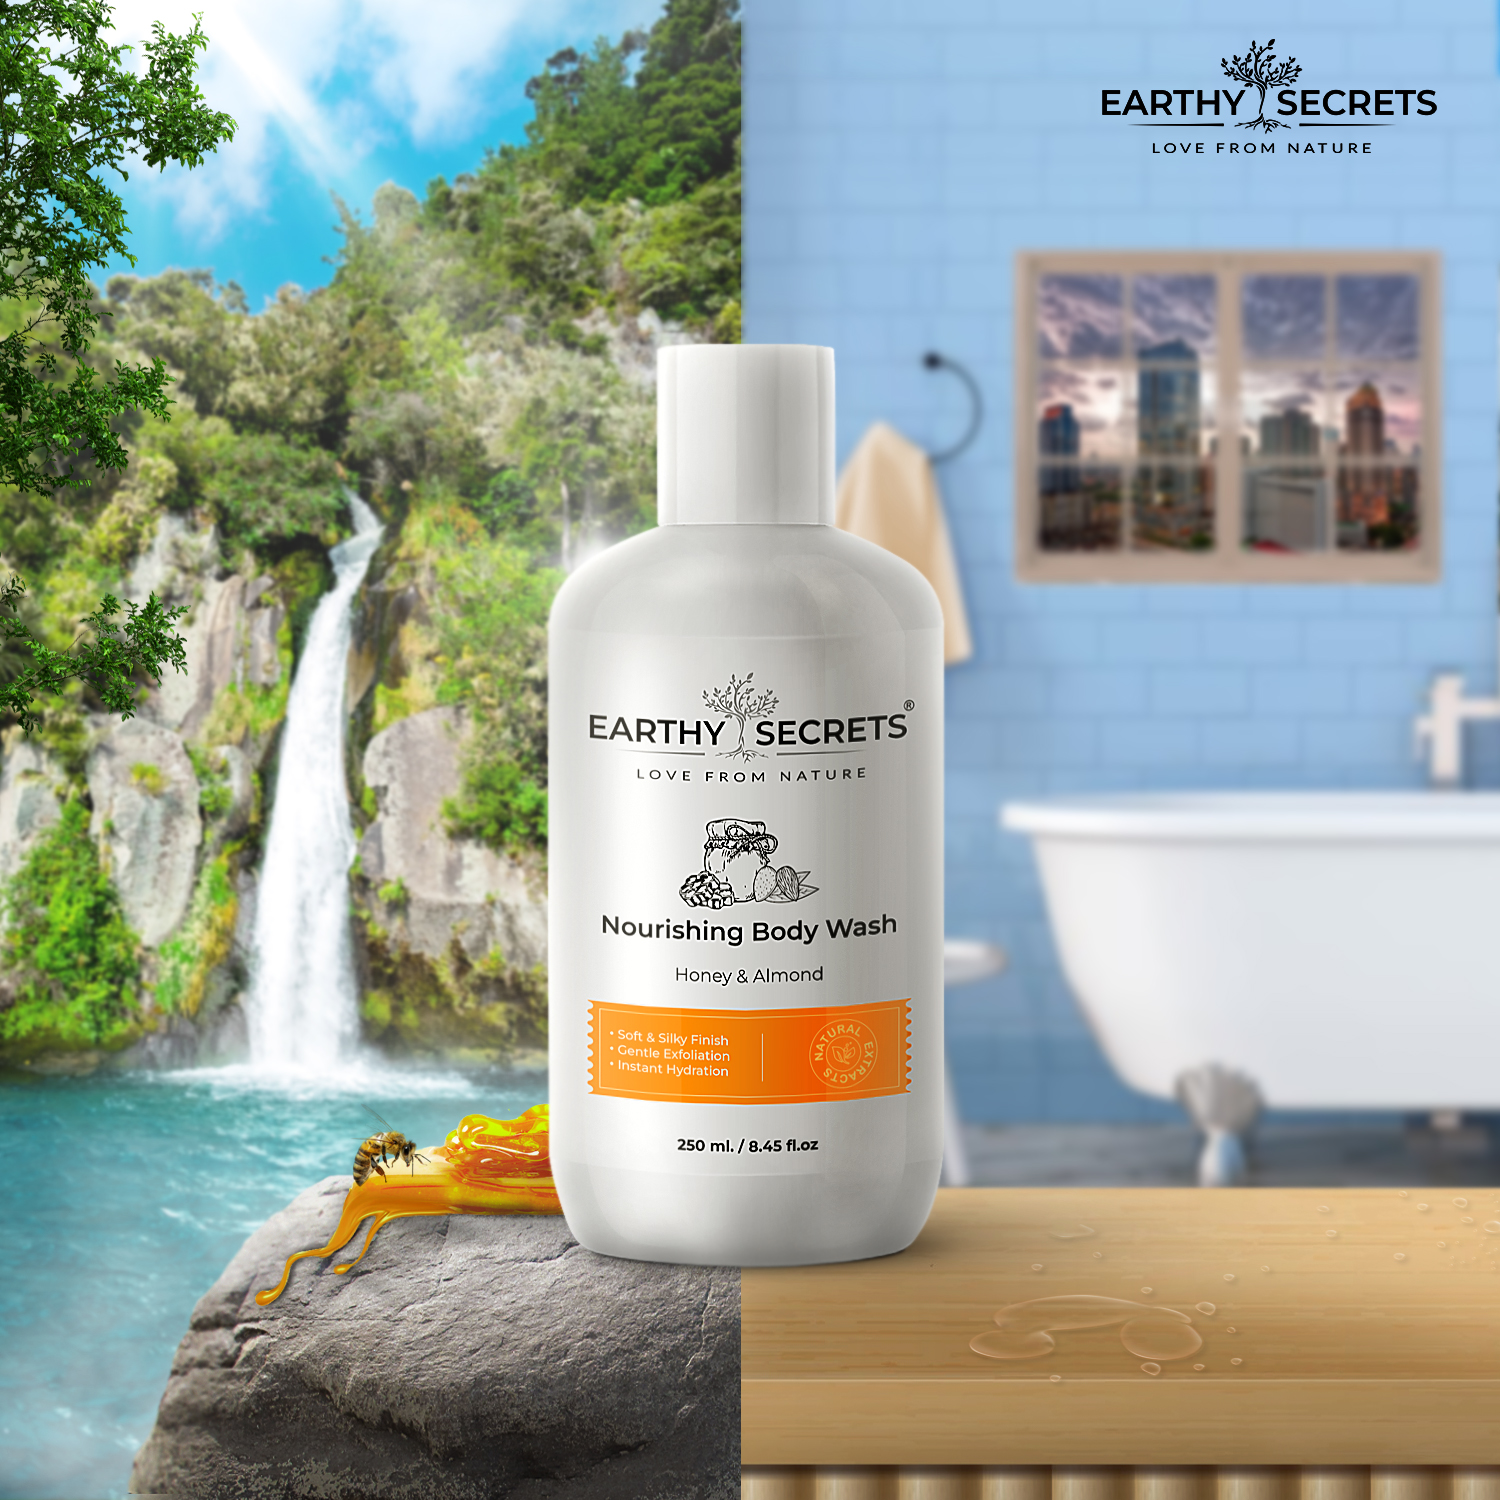 EARTHY SECRETS
LOVE FROM NATURE
EARTHY SECRETS®
LOVE FROM NATURE
Nourishing Body Wash
Honey & Almond
• Soft & Silky Finish
• Gentle Exfoliation
• Instant Hydration
NATURAL EXTRACTS
250 ml. / 8.45 fl.oz